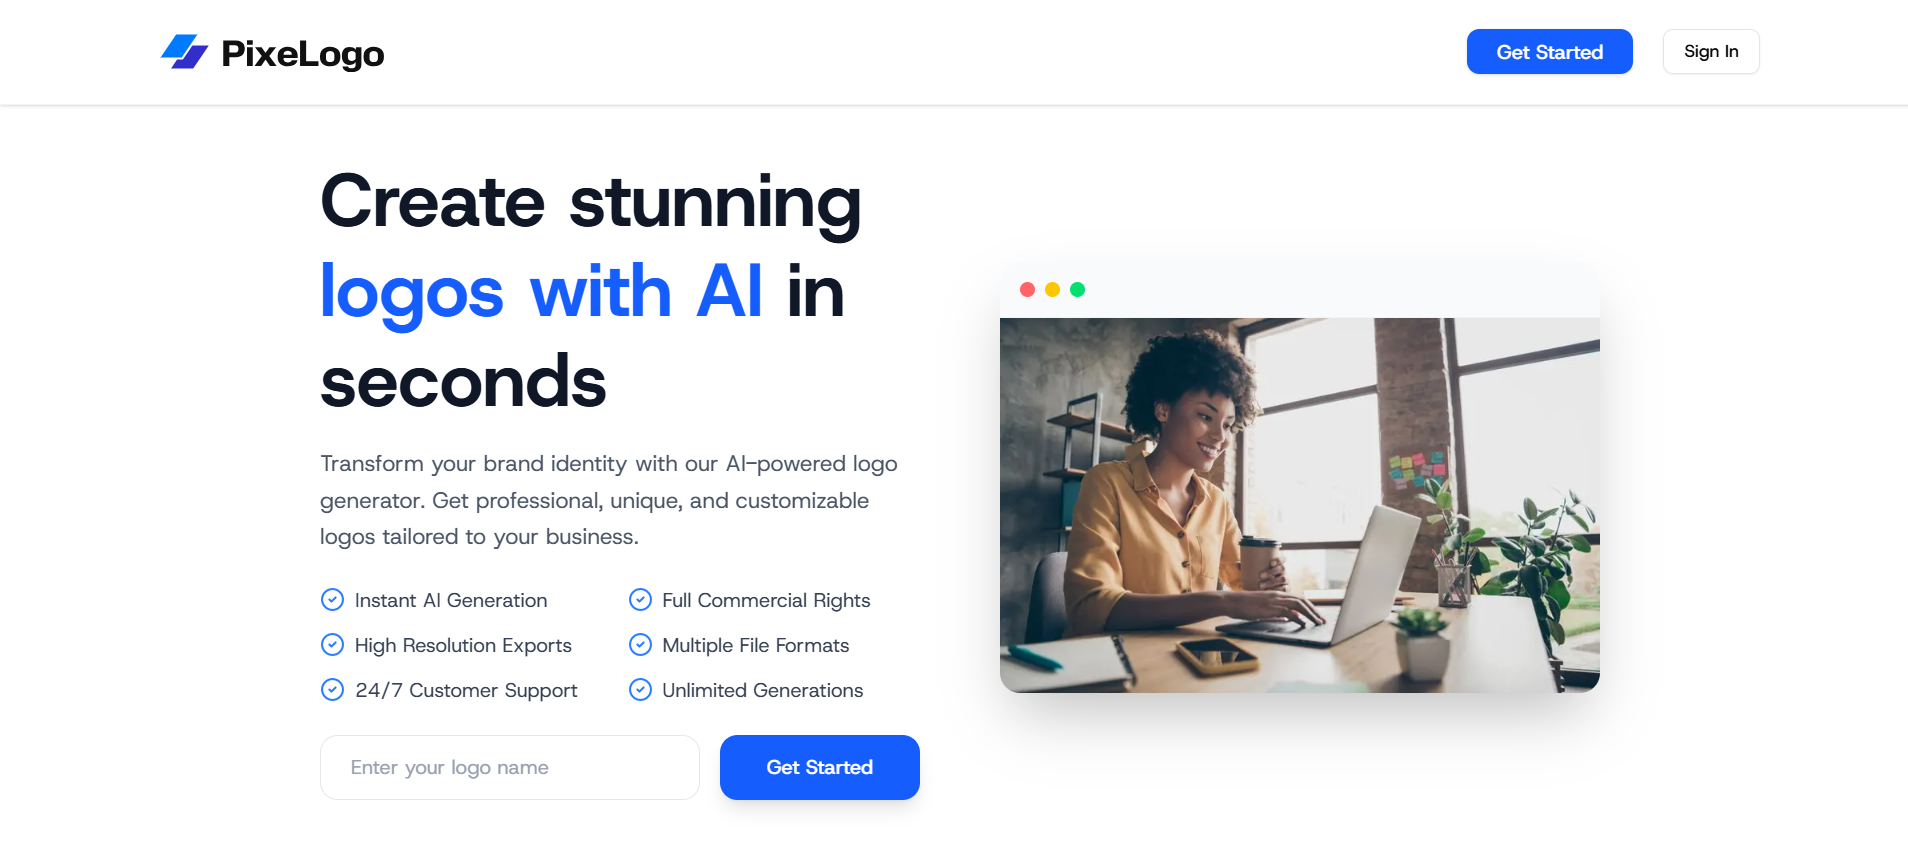 PixeLogo
Get Started
Sign In
Create stunning
logos with AI in
seconds
Transform your brand identity with our AI-powered logo
generator. Get professional, unique, and customizable
logos tailored to your business.
Instant AI Generation
Full Commercial Rights
High Resolution Exports
Multiple File Formats
24/7 Customer Support
Unlimited Generations
Enter your logo name
Get Started